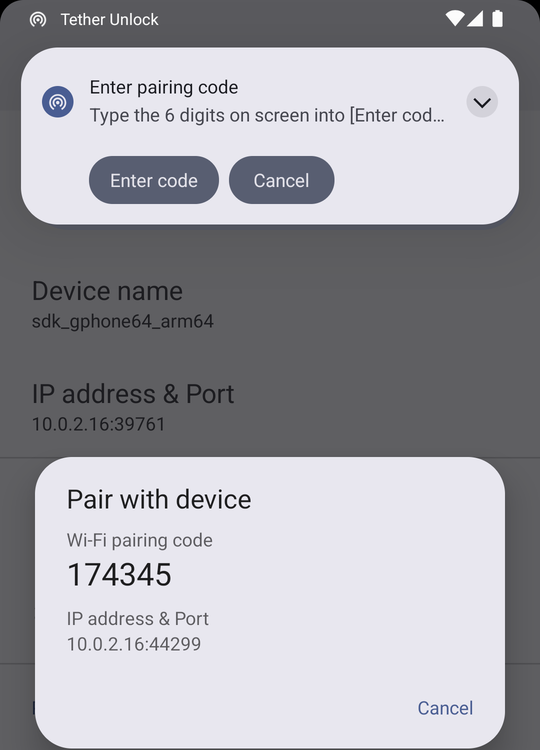 Tether Unlock
Enter pairing code
Type the 6 digits on screen into [Enter cod...
Enter code
Cancel
Device name
sdk_gphone64_arm64
IP address & Port
10.0.2.16:39761
Pair with device
Wi-Fi pairing code
174345
IP address & Port
10.0.2.16:44299
Cancel